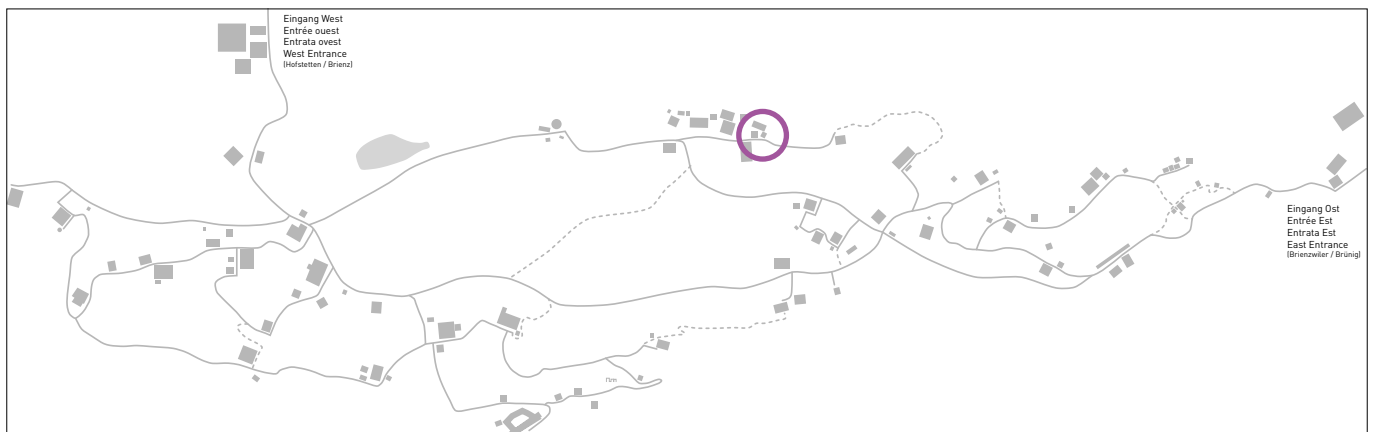 Eingang West
Entrée ouest
Entrata ovest
West Entrance
(Hofstetten / Brienz)
Eingang Ost
Entrée Est
Entrata Est
East Entrance
(Brienzwiler / Brünig)